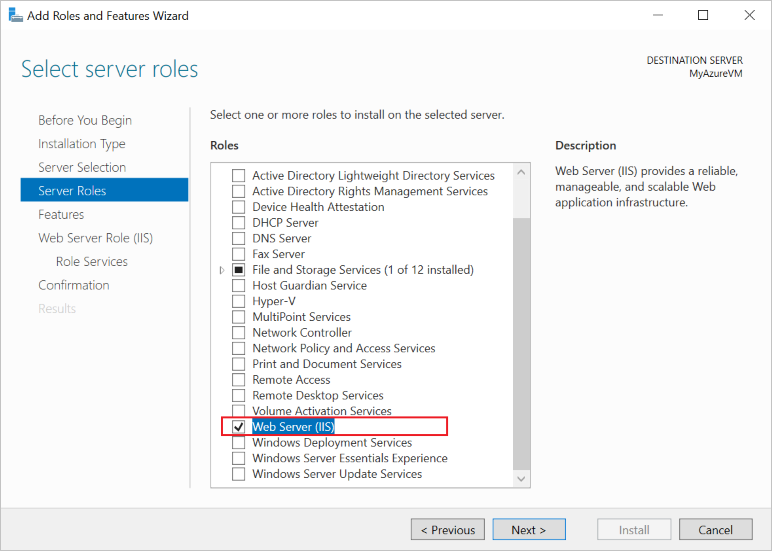 Add Roles and Features Wizard
Select server roles
DESTINATION SERVER
MyAzureVM
Before You Begin
Installation Type
Server Selection
Server Roles
Features
Web Server Role (IIS)
Role Services
Confirmation
Results
Select one or more roles to install on the selected server.
Roles
Active Directory Lightweight Directory Services
Active Directory Rights Management Services
Device Health Attestation
DHCP Server
DNS Server
Fax Server
File and Storage Services (1 of 12 installed)
Host Guardian Service
Hyper-V
MultiPoint Services
Network Controller
Network Policy and Access Services
Print and Document Services
Remote Access
Remote Desktop Services
Volume Activation Services
Web Server (IIS)
Windows Deployment Services
Windows Server Essentials Experience
Windows Server Update Services
Description
Web Server (IIS) provides a reliable,
manageable, and scalable Web
application infrastructure.
< Previous
Next >
Install
Cancel